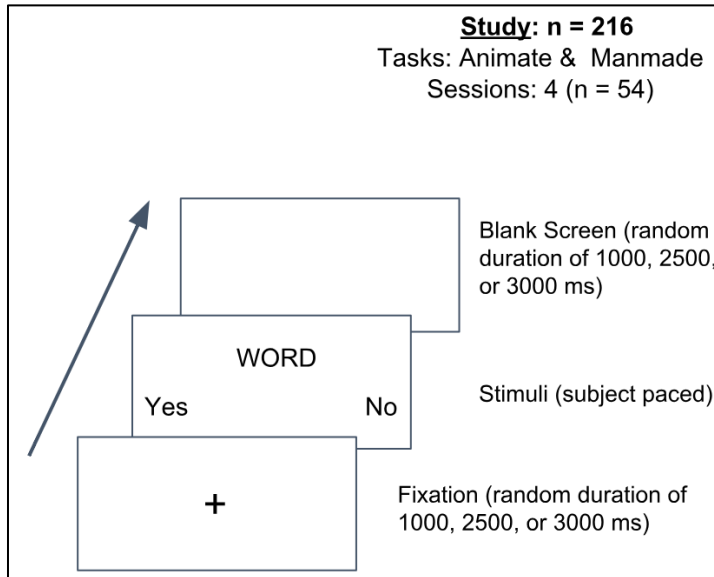 Study: n = 216
Tasks: Animate & Manmade
Sessions: 4 (n = 54)
Blank Screen (random
duration of 1000, 2500,
or 3000 ms)
WORD
Yes No
Stimuli (subject paced)
+
Fixation (random duration of
1000, 2500, or 3000 ms)